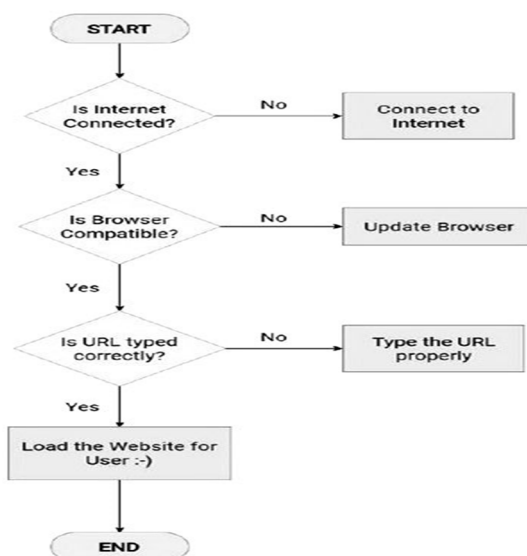 START
Is Internet
Connected?
No
Connect to
Internet
Yes
Is Browser
Compatible?
No
Update Browser
Yes
Is URL typed
correctly?
No
Type the URL
properly
Yes
Load the Website for
User :-)
END